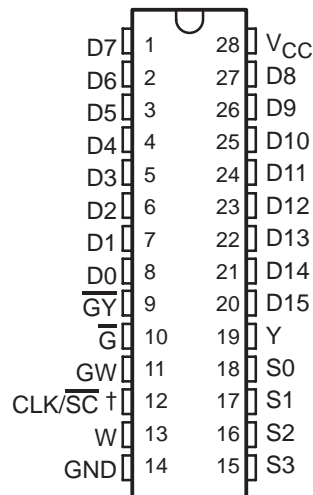 D7 1 28 VCC
D6 2 27 D8
D5 3 26 D9
D4 4 25 D10
D3 5 24 D11
D2 6 23 D12
D1 7 22 D13
D0 8 21 D14
G̅Y̅ 9 20 D15
G̅ 10 19 Y
GW 11 18 S0
CLK/S̅C̅ † 12 17 S1
W 13 16 S2
GND 14 15 S3